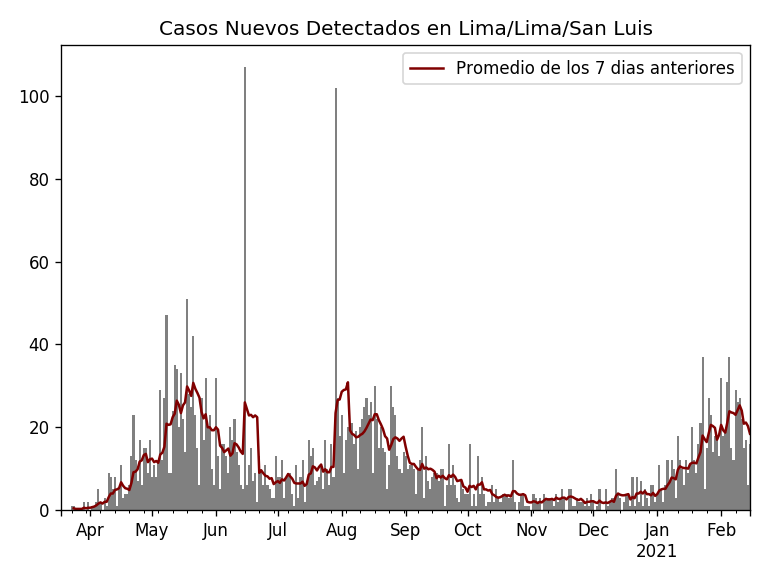 Casos Nuevos Detectados en Lima/Lima/San Luis
Promedio de los 7 dias anteriores
100
80
60
40
20
0
Apr May Jun Jul Aug Sep Oct Nov Dec Jan Feb
2021